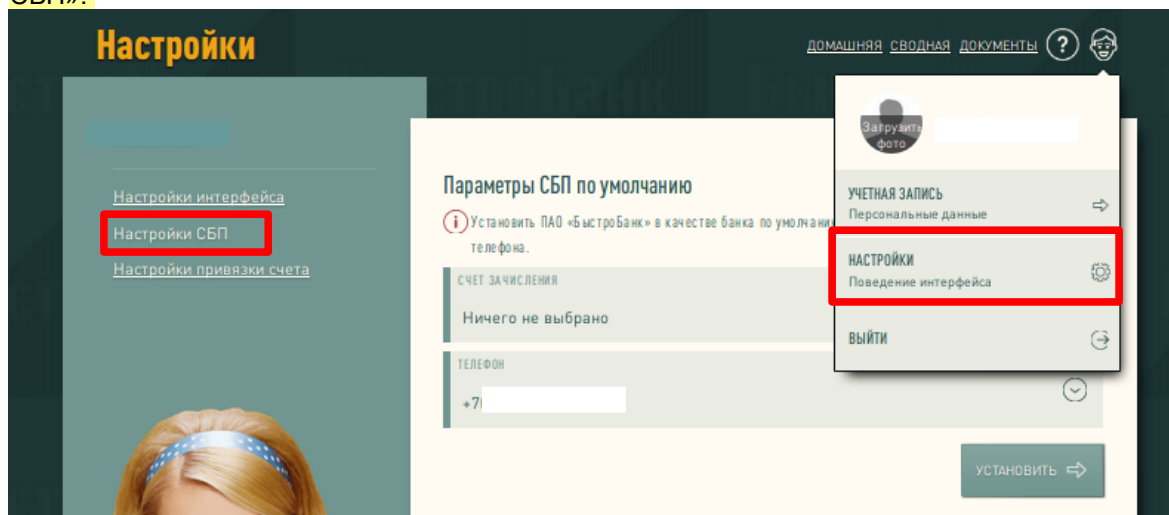 СБП».
Настройки
ДОМАШНЯЯ СВОДНАЯ ДОКУМЕНТЫ ?
Загрузить
фото
Настройки интерфейса
Настройки СБП
Настройки привязки счета
Параметры СБП по умолчанию
i Установить ПАО «БыстроБанк» в качестве банка по умолчани
телефона.
СЧЕТ ЗАЧИСЛЕНИЯ
Ничего не выбрано
ТЕЛЕФОН
+7
УСТАНОВИТЬ
УЧЕТНАЯ ЗАПИСЬ
Персональные данные
НАСТРОЙКИ
Поведение интерфейса
ВЫЙТИ